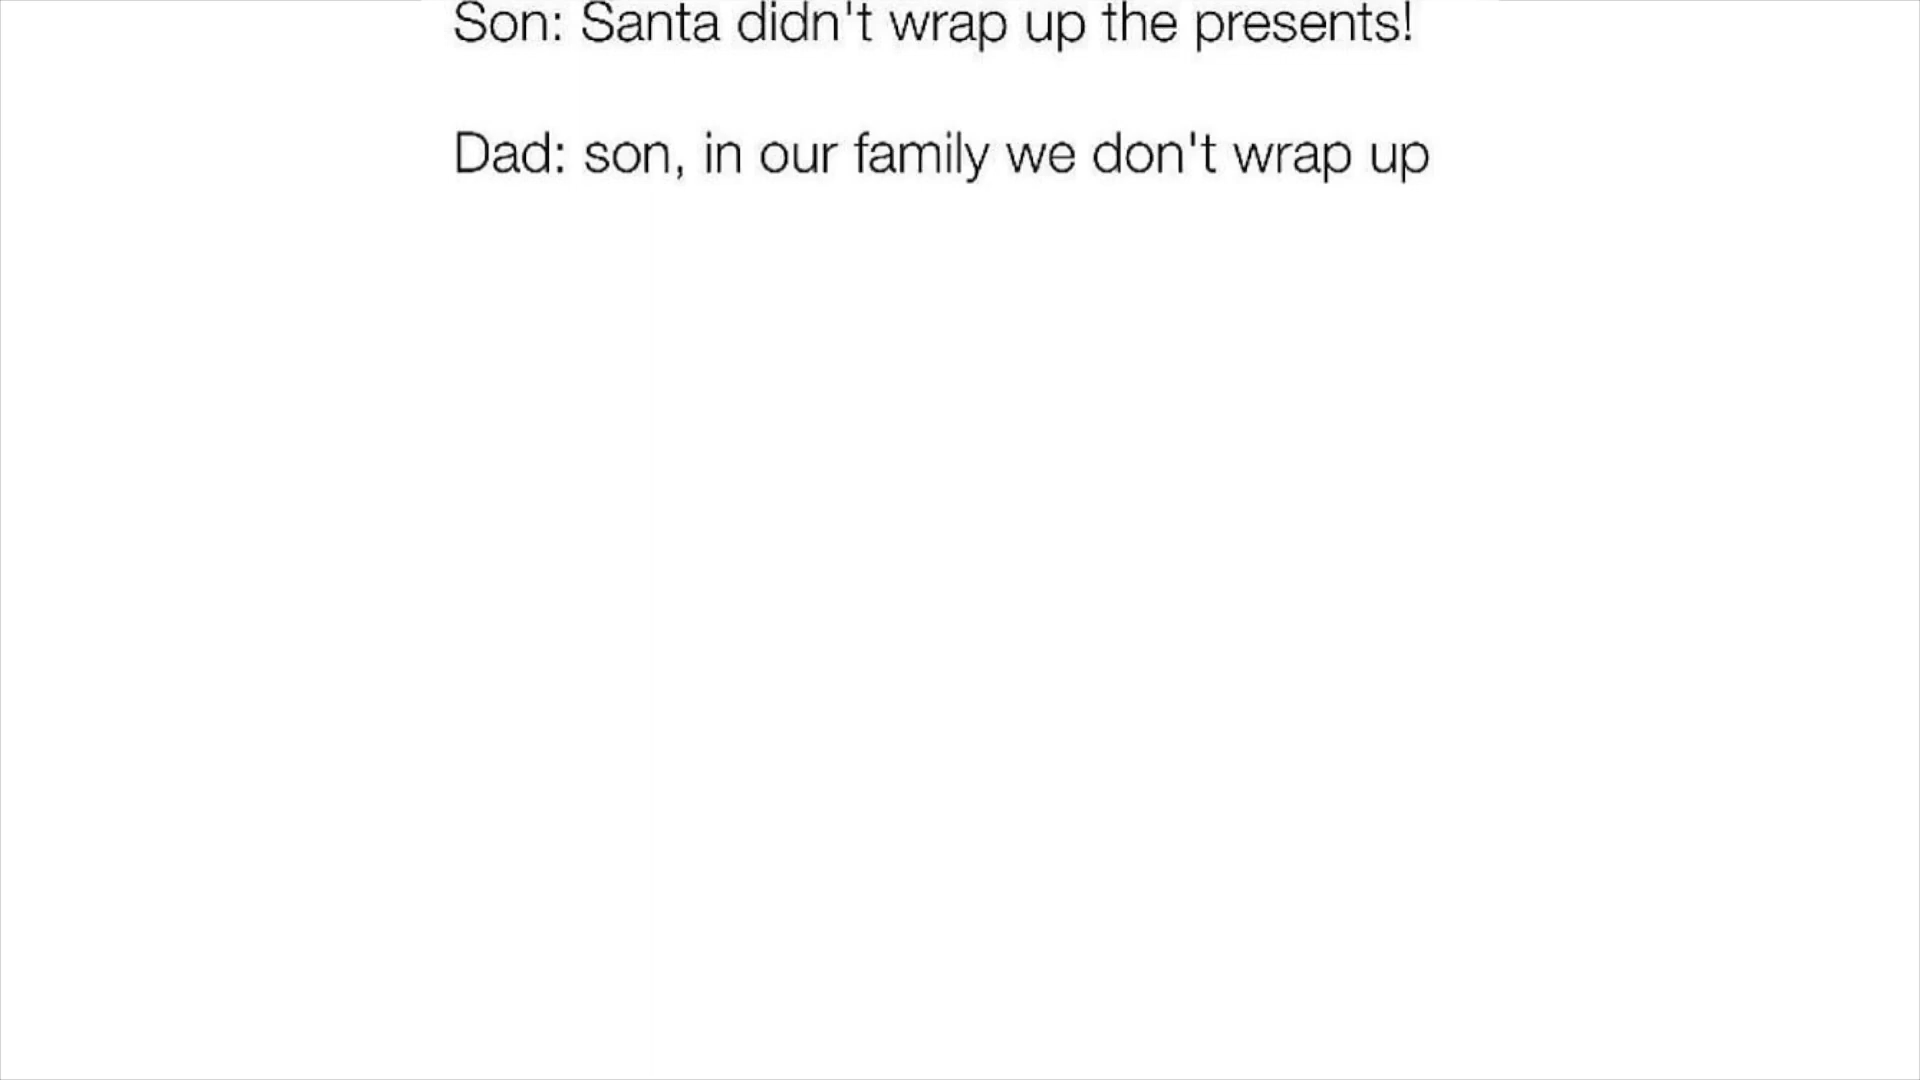 Son: Santa didn't wrap up the presents!
Dad: son, in our family we don't wrap up